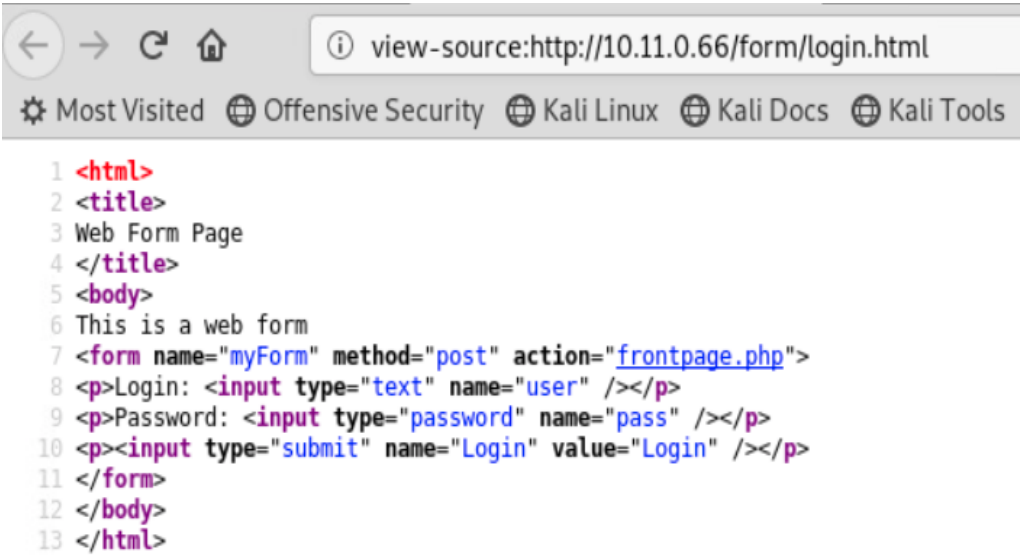 view-source:http://10.11.0.66/form/login.html
Most Visited Offensive Security Kali Linux Kali Docs Kali Tools
1 <html>
2 <title>
3 Web Form Page
4 </title>
5 <body>
6 This is a web form
7 <form name="myForm" method="post" action="frontpage.php">
8 <p>Login: <input type="text" name="user" /></p>
9 <p>Password: <input type="password" name="pass" /></p>
10 <p><input type="submit" name="Login" value="Login" /></p>
11 </form>
12 </body>
13 </html>